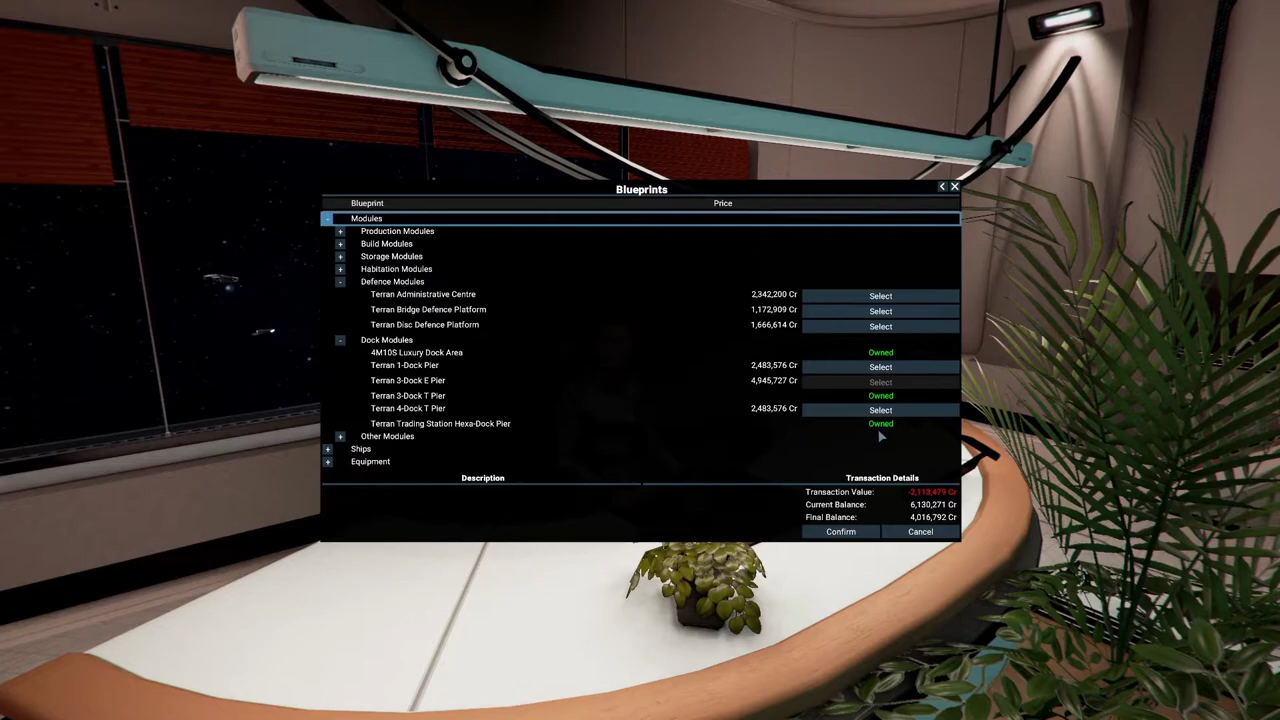 Blueprints
Blueprint Price
- Modules
+ Production Modules
+ Build Modules
+ Storage Modules
+ Habitation Modules
- Defence Modules
Terran Administrative Centre 2,342,200 Cr Select
Terran Bridge Defence Platform 1,172,909 Cr Select
Terran Disc Defence Platform 1,666,614 Cr Select
- Dock Modules
4M10S Luxury Dock Area Owned
Terran 1-Dock Pier 2,483,576 Cr Select
Terran 3-Dock E Pier 4,945,727 Cr Select
Terran 3-Dock T Pier Owned
Terran 4-Dock T Pier 2,483,576 Cr Select
Terran Trading Station Hexa-Dock Pier Owned
+ Other Modules
+ Ships
+ Equipment
Description Transaction Details
Transaction Value: -2,113,479 Cr
Current Balance: 6,130,271 Cr
Final Balance: 4,016,792 Cr
Confirm Cancel